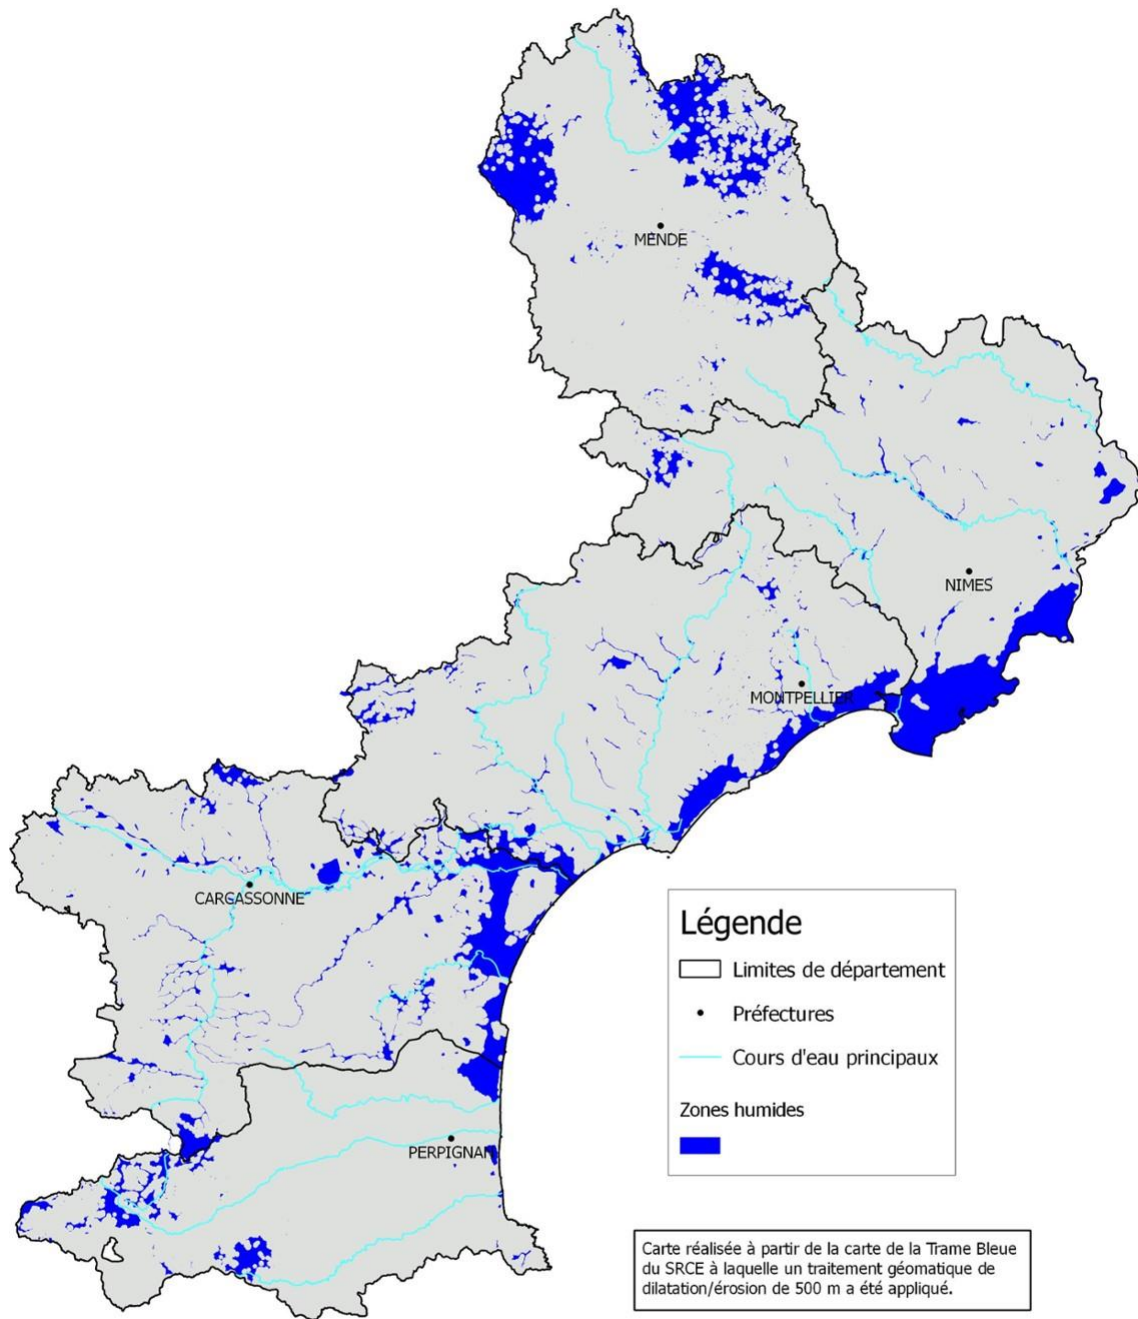 MENDE
NIMES
MONTPELLIER
CARCASSONNE
PERPIGNAN
Légende
Limites de département
Préfectures
Cours d'eau principaux
Zones humides
Carte réalisée à partir de la carte de la Trame Bleue
du SRCE à laquelle un traitement géomatique de
dilatation/érosion de 500 m a été appliqué.